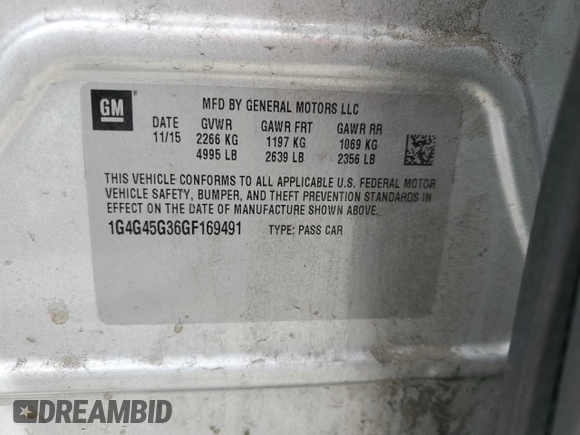 GM
MFD BY GENERAL MOTORS LLC
DATE GVWR GAWR FRT GAWR RR
11/15 2266 KG 1197 KG 1069 KG
4995 LB 2639 LB 2356 LB
THIS VEHICLE CONFORMS TO ALL APPLICABLE U.S. FEDERAL MOTOR
VEHICLE SAFETY, BUMPER, AND THEFT PREVENTION STANDARDS
IN EFFECT ON THE DATE OF MANUFACTURE SHOWN ABOVE.
1G4G45G36GF169491 TYPE: PASS CAR
DREAMBID